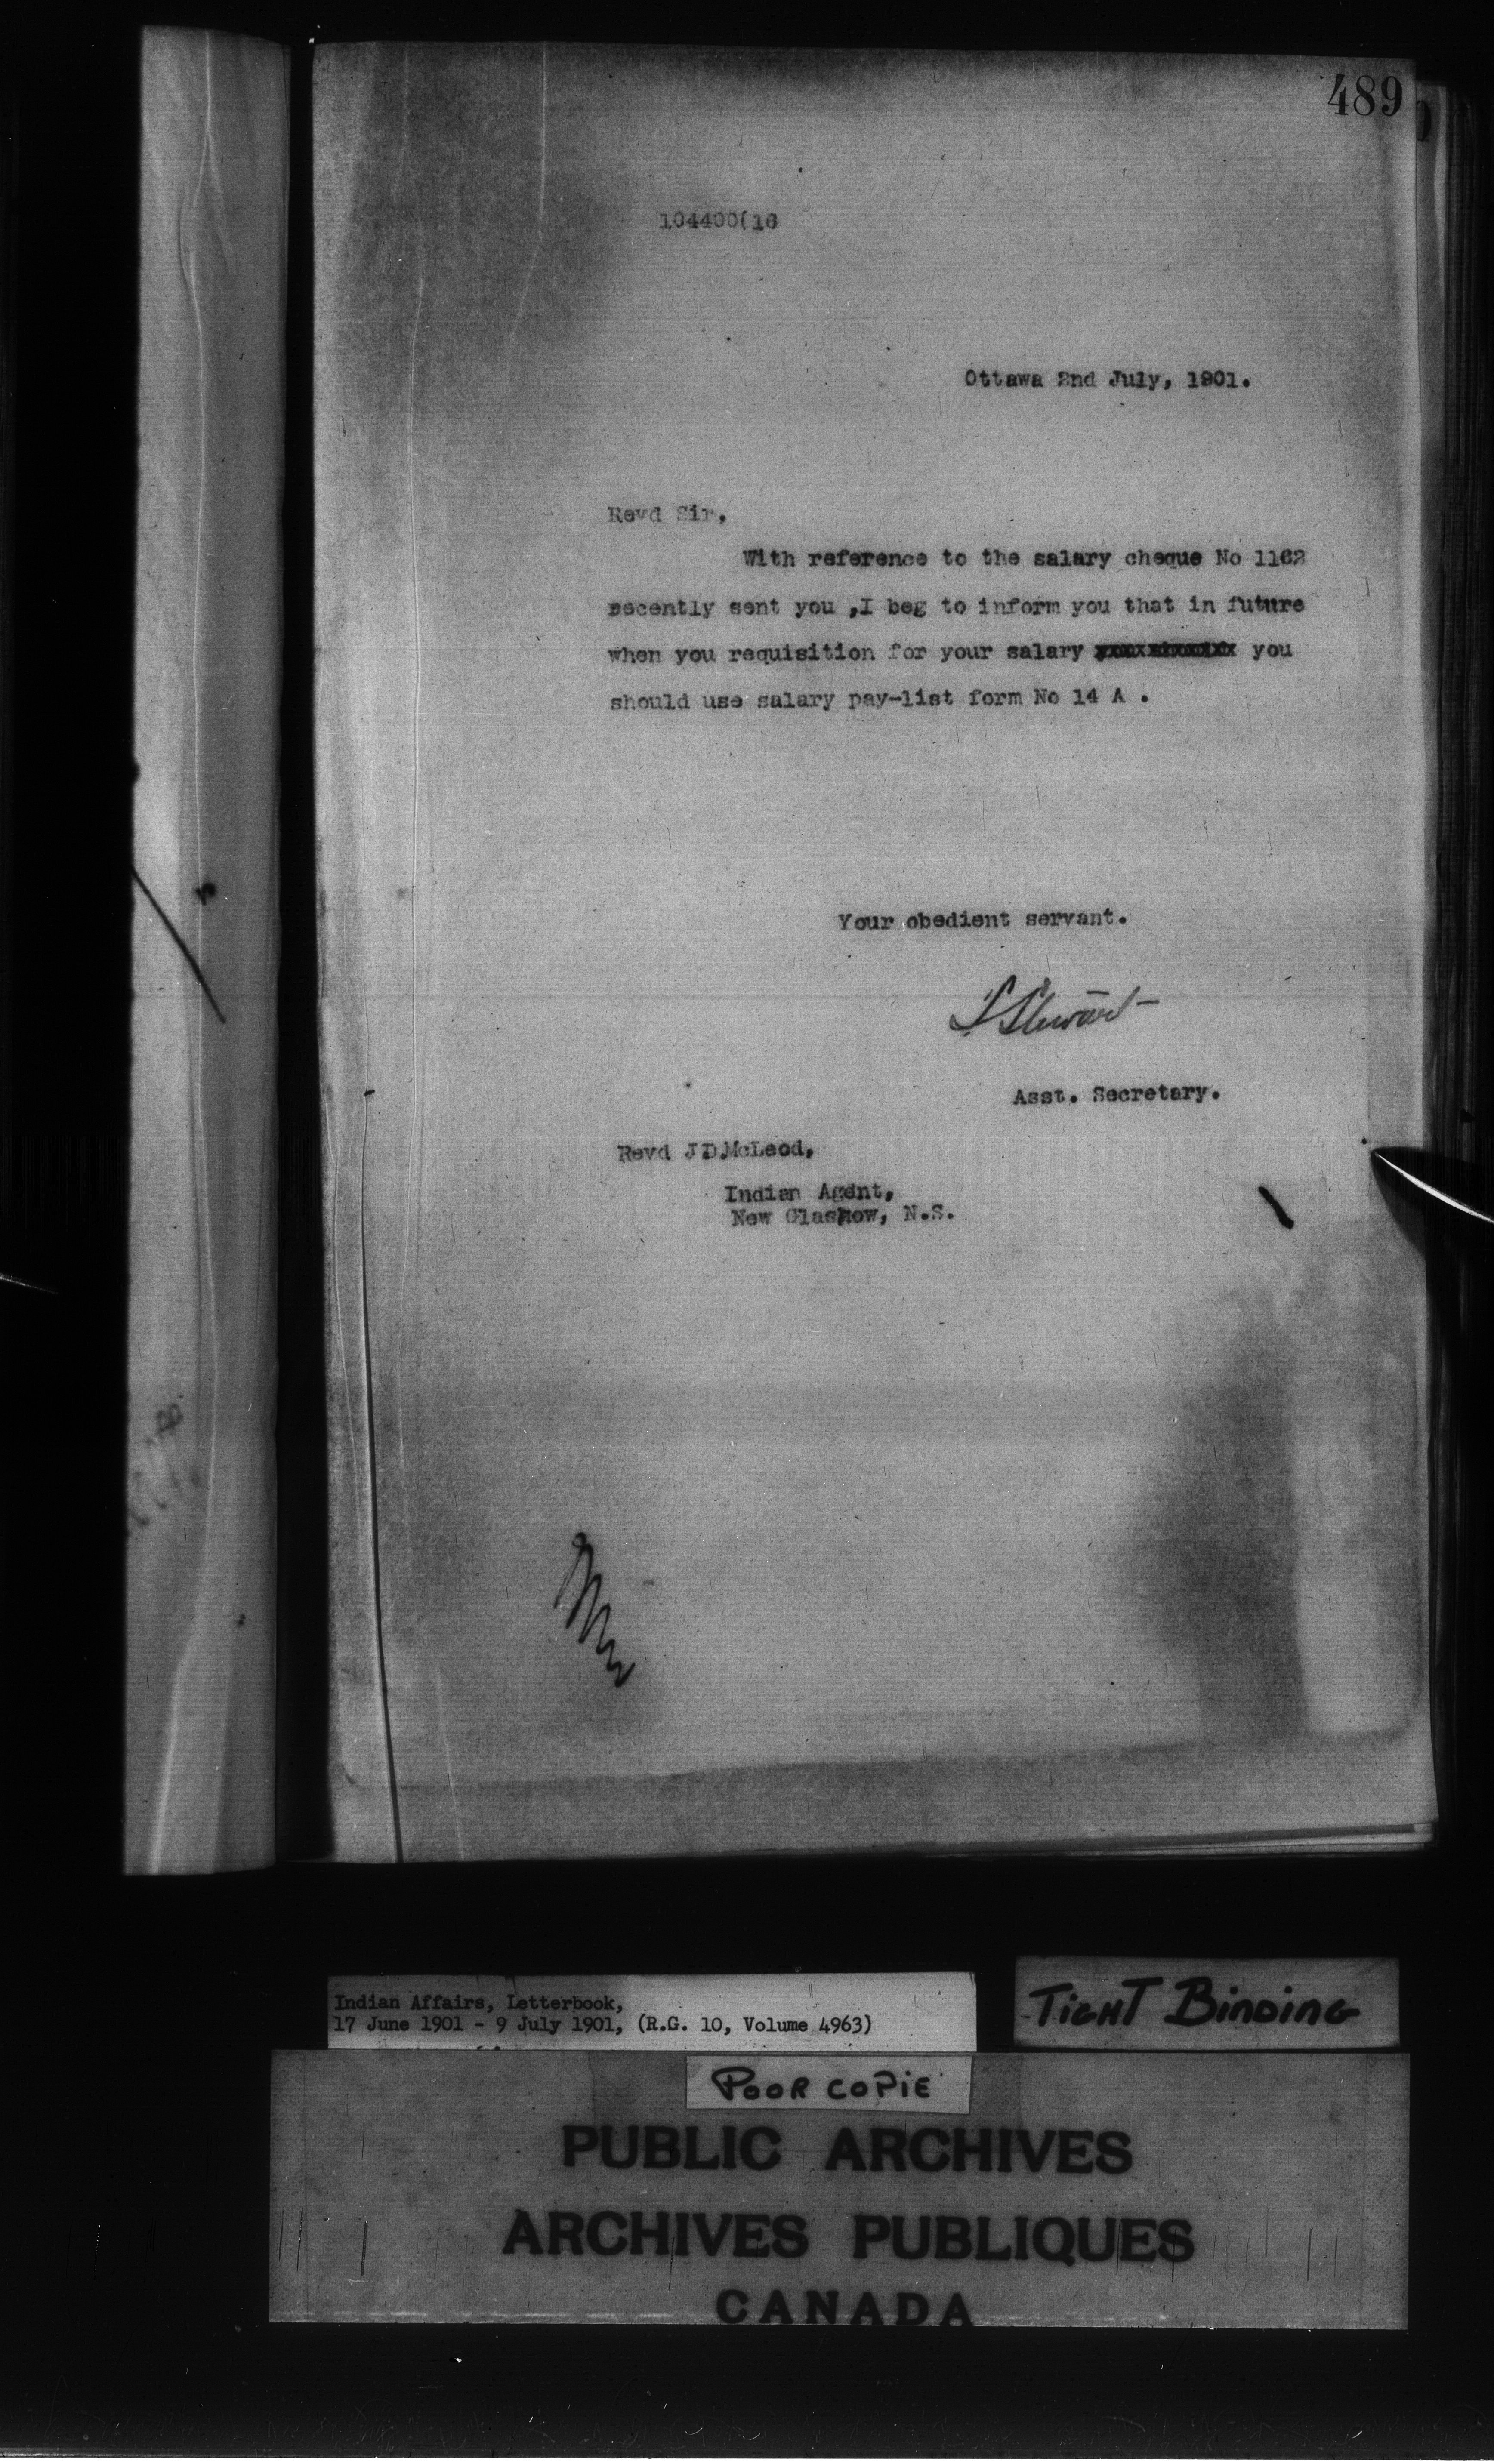 489
104400(16
Ottawa 2nd July, 1901.
Revd Sir,
With reference to the salary cheque No 1162
recently sent you ,I beg to inform you that in future
when you requisition for your salary you
should use salary pay-list form No 14 A .
Your obedient servant.
S Stewart
Asst. Secretary.
Revd J.D.McLeod,
Indian Agent,
New Glasgow, N.S.
Indian Affairs, Letterbook,
17 June 1901 - 9 July 1901, (R.G. 10, Volume 4963)
TIGHT BINDING
POOR COPIE
PUBLIC ARCHIVES
ARCHIVES PUBLIQUES
CANADA